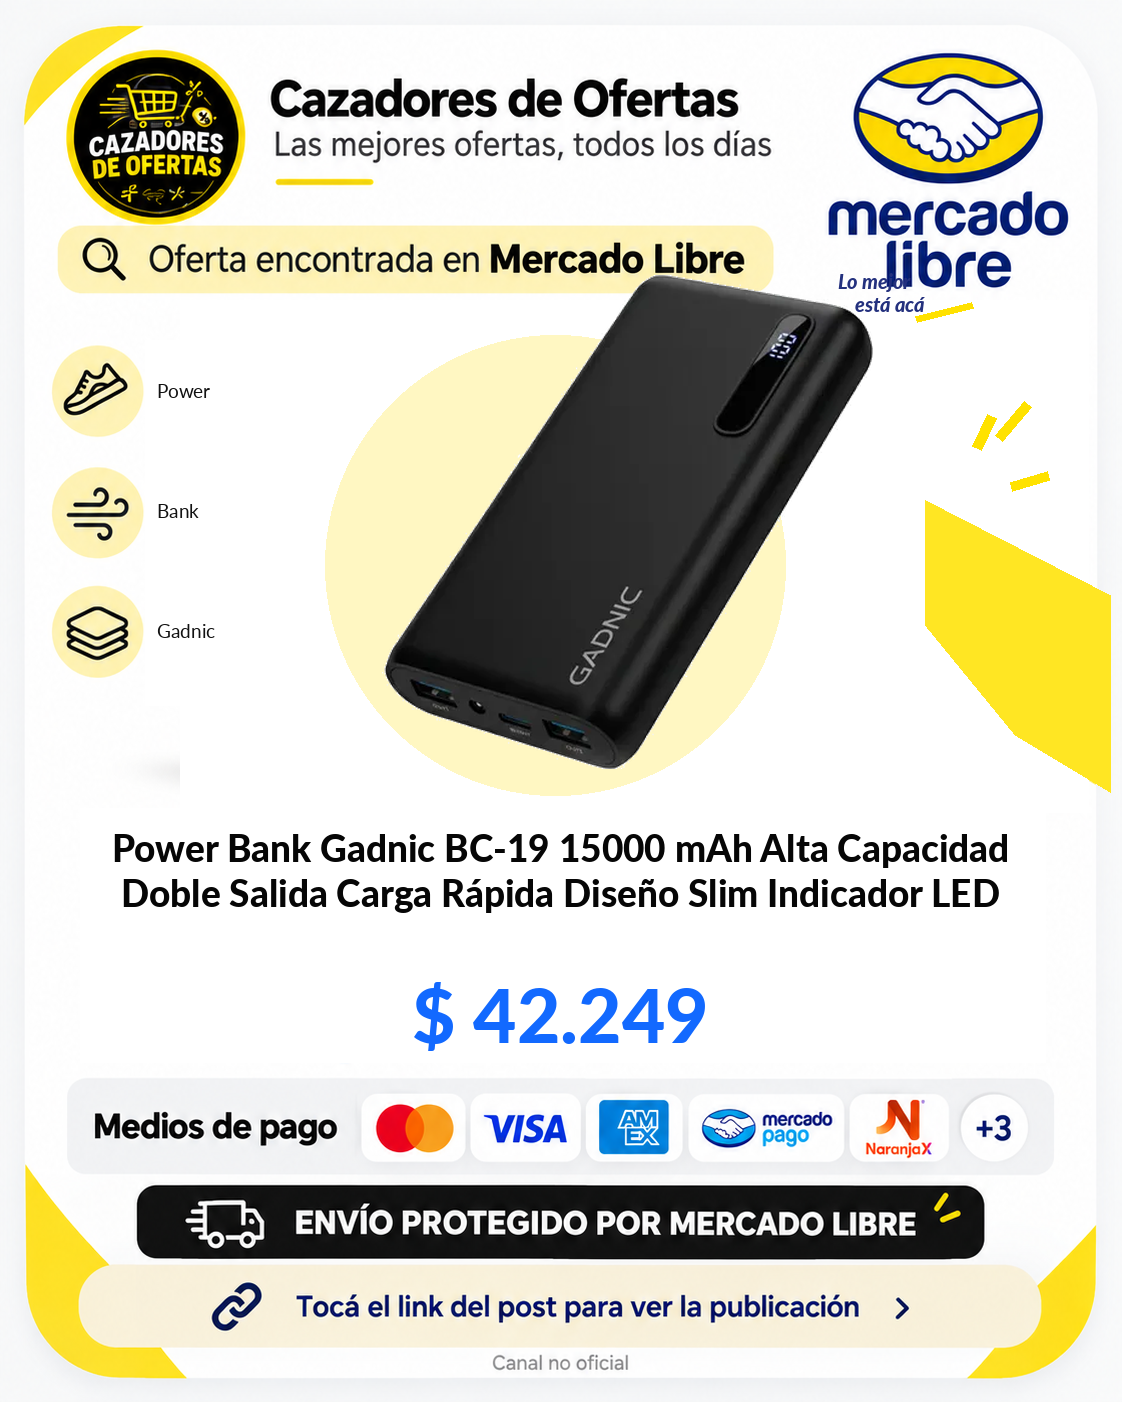 CAZADORES
DE OFERTAS
Cazadores de Ofertas
Las mejores ofertas, todos los días
mercado
libre
Lo mejor
está acá
Oferta encontrada en Mercado Libre
100
Power
Bank
Gadnic
GADNIC
Power Bank Gadnic BC-19 15000 mAh Alta Capacidad
Doble Salida Carga Rápida Diseño Slim Indicador LED
$ 42.249
Medios de pago
VISA
AM
EX
mercado
pago
NaranjaX
+3
ENVÍO PROTEGIDO POR MERCADO LIBRE
Tocá el link del post para ver la publicación
Canal no oficial